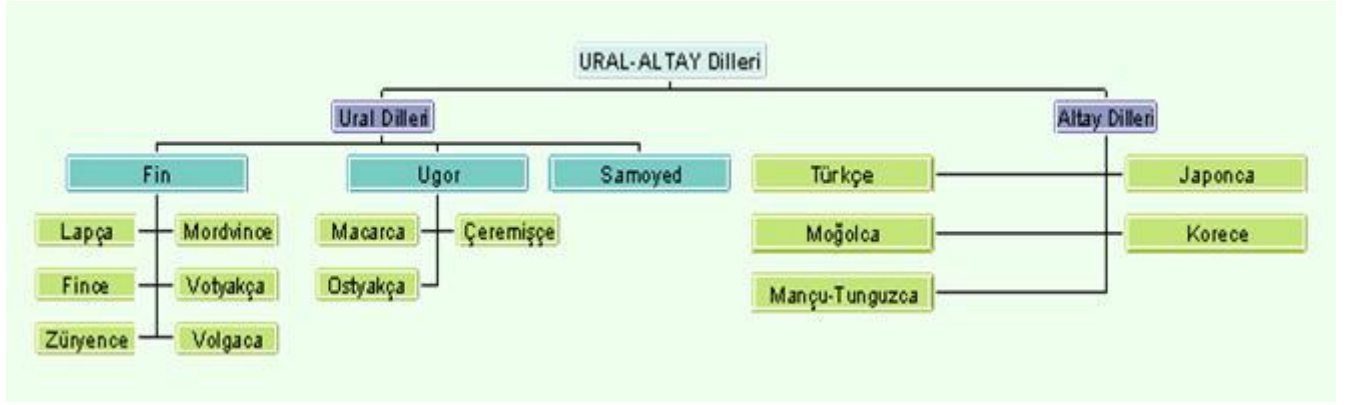 URAL-ALTAY Dilleri
Ural Dilleri
Altay Dilleri
Fin
Ugor
Samoyed
Türkçe
Japonca
Lapça
Mordvince
Macarca
Çeremişçe
Moğolca
Korece
Fince
Votyakça
Ostyakça
Mançu-Tunguzca
Züryence
Volgaca